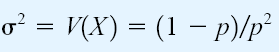 σ² = V(X) = (1 − p)/p²